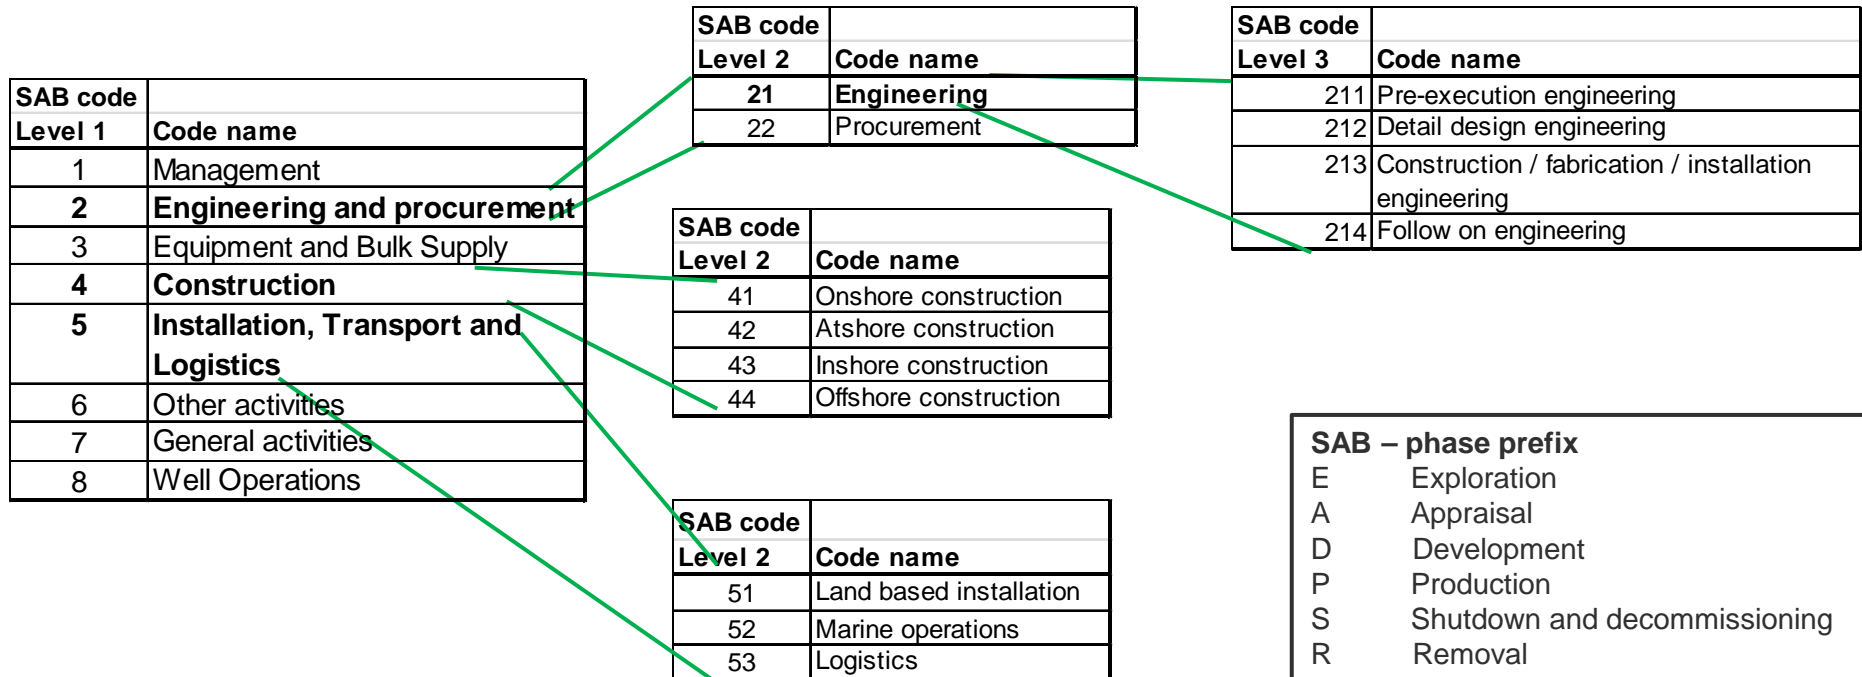 SAB code
Level 1 Code name
1 Management
2 Engineering and procurement
3 Equipment and Bulk Supply
4 Construction
5 Installation, Transport and
Logistics
6 Other activities
7 General activities
8 Well Operations
SAB code
Level 2 Code name
21 Engineering
22 Procurement
SAB code
Level 2 Code name
41 Onshore construction
42 Atshore construction
43 Inshore construction
44 Offshore construction
SAB code
Level 2 Code name
51 Land based installation
52 Marine operations
53 Logistics
SAB code
Level 3 Code name
211 Pre-execution engineering
212 Detail design engineering
213 Construction / fabrication / installation
engineering
214 Follow on engineering
SAB – phase prefix
E Exploration
A Appraisal
D Development
P Production
S Shutdown and decommissioning
R Removal